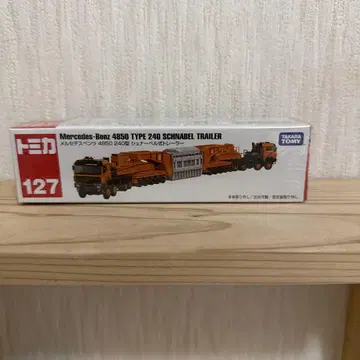 トミカ
127
Mercedes-Benz 4850 TYPE 240 SCHNABEL TRAILER
メルセデスベンツ 4850 240型 シュナーベル式トレーラー
TAKARA
TOMY